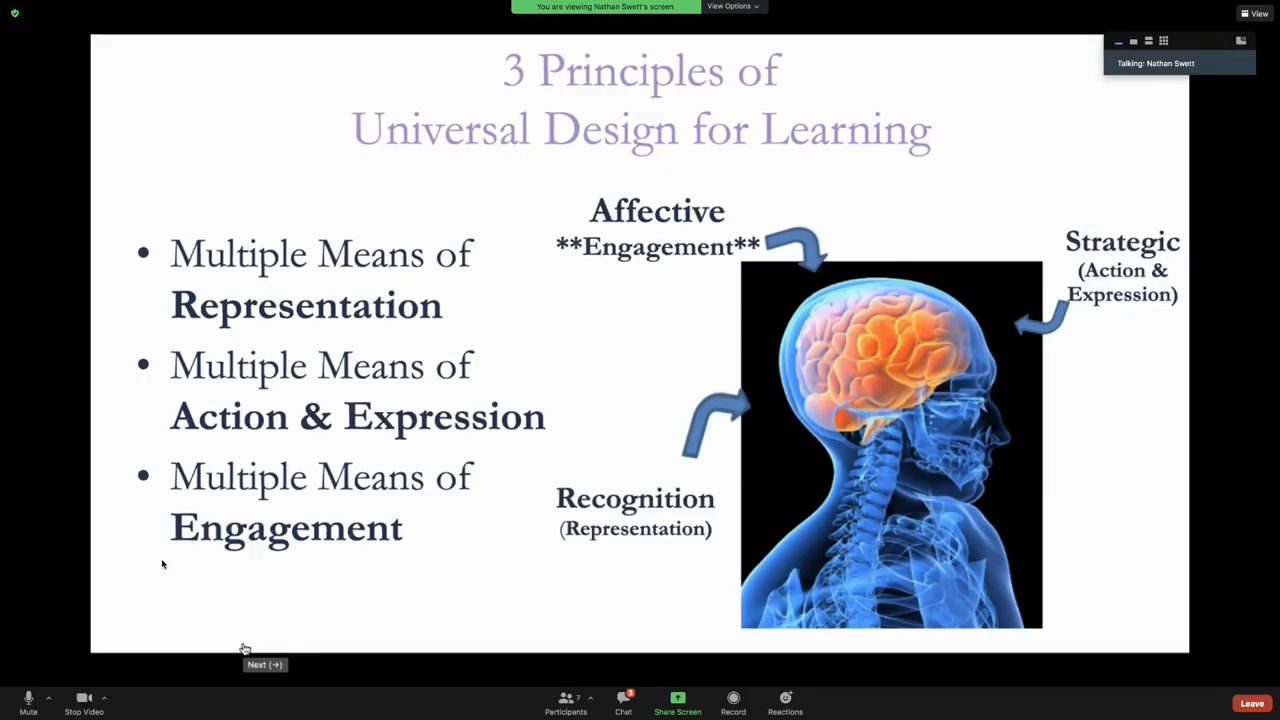 You are viewing Nathan Swett's screen
View Options
View
Talking: Nathan Swett
3 Principles of
Universal Design for Learning
• Multiple Means of
Representation
• Multiple Means of
Action & Expression
• Multiple Means of
Engagement
Affective
**Engagement**
Strategic
(Action &
Expression)
Recognition
(Representation)
Next (→)
Mute
Stop Video
7
Participants
3
Chat
Share Screen
Record
Reactions
Leave